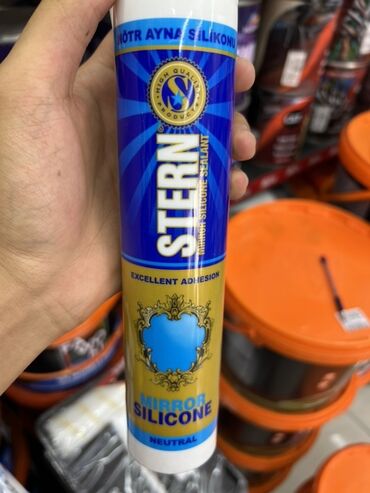 NÖTR AYNA SİLİKONU
HIGH QUALITY
PRODUCT
STERN
MIRROR SILICONE SEALANT
EXCELLENT ADHESION
MIRROR
SILICONE
NEUTRAL